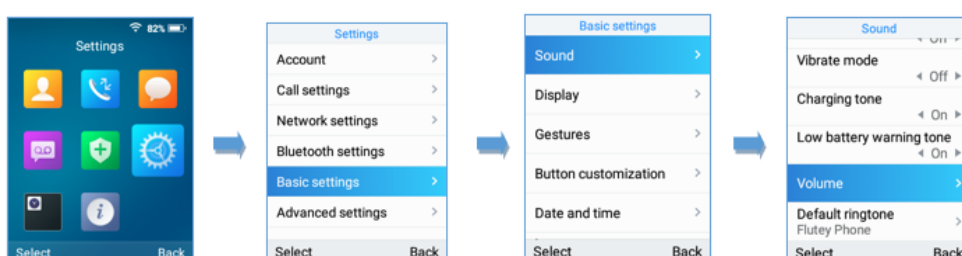 82%
Settings
Select Back
Settings
Account
Call settings
Network settings
Bluetooth settings
Basic settings
Advanced settings
Select Back
Basic settings
Sound
Display
Gestures
Button customization
Date and time
Select Back
Sound
Vibrate mode
Off
Charging tone
On
Low battery warning tone
On
Volume
Default ringtone
Flutey Phone
Select Back